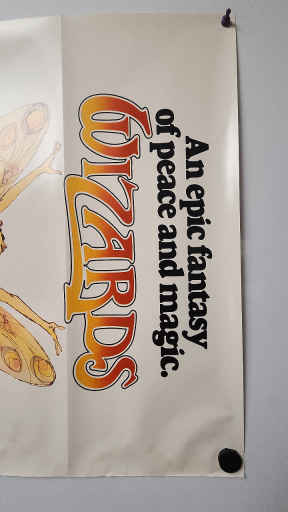 An epic fantasy
of peace and magic.
WIZARDS